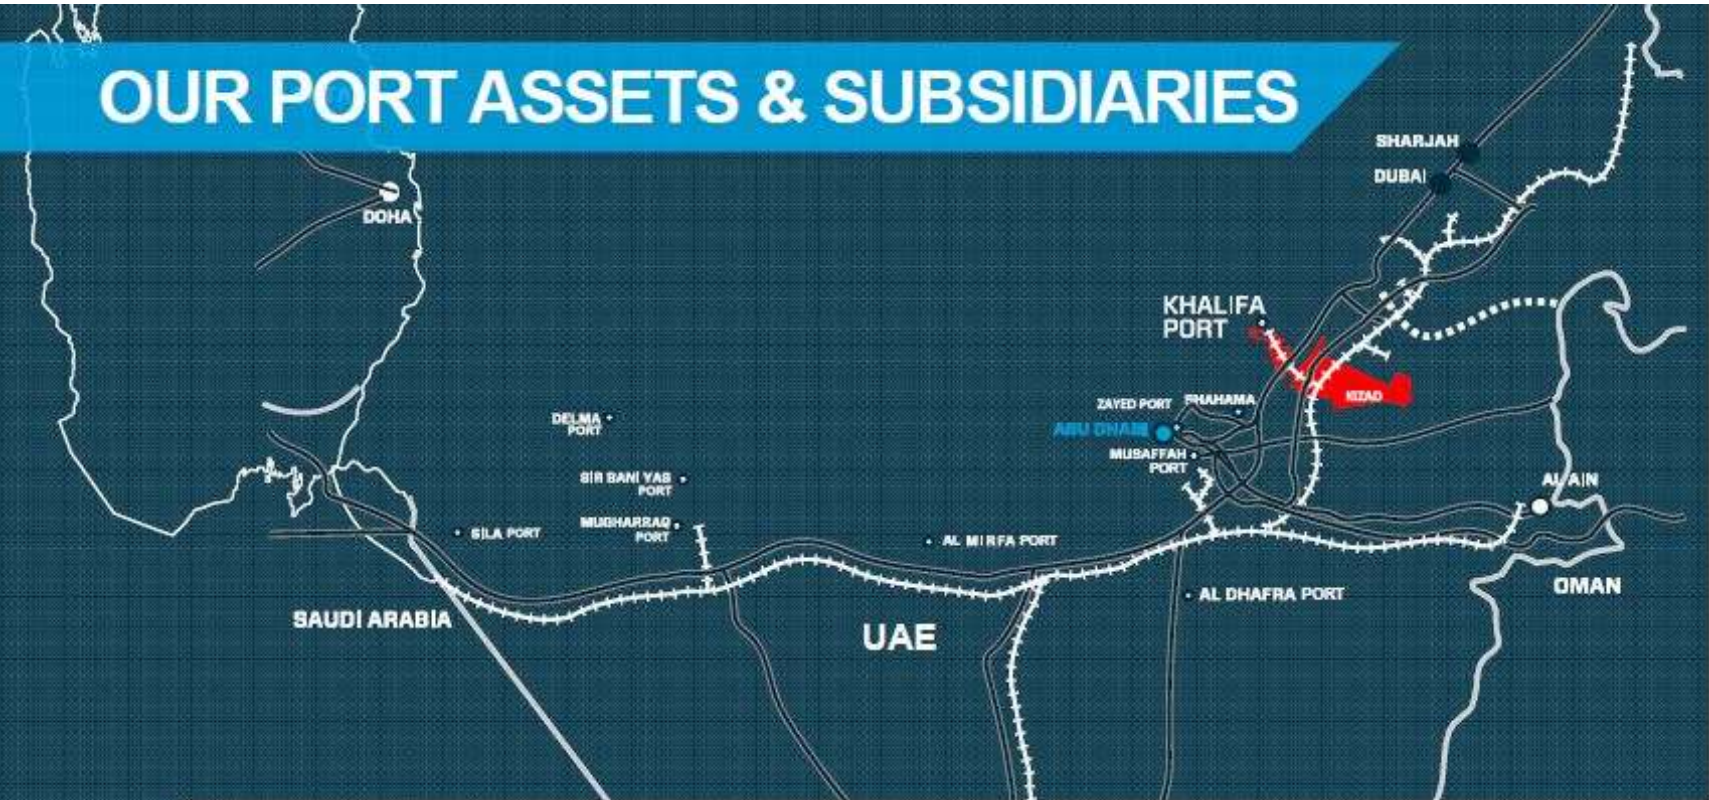 OUR PORT ASSETS & SUBSIDIARIES
SHARJAH
DUBAI
DOHA
KHALIFA
PORT
KIZAD
ZAYED PORT
SHAHAMA
DELMA
PORT
ABU DHABI
MUSAFFAH
PORT
SIR BANI YAS
PORT
AL AIN
MUGHARRAQ
PORT
SILA PORT
AL MIRFA PORT
OMAN
AL DHAFRA PORT
SAUDI ARABIA
UAE